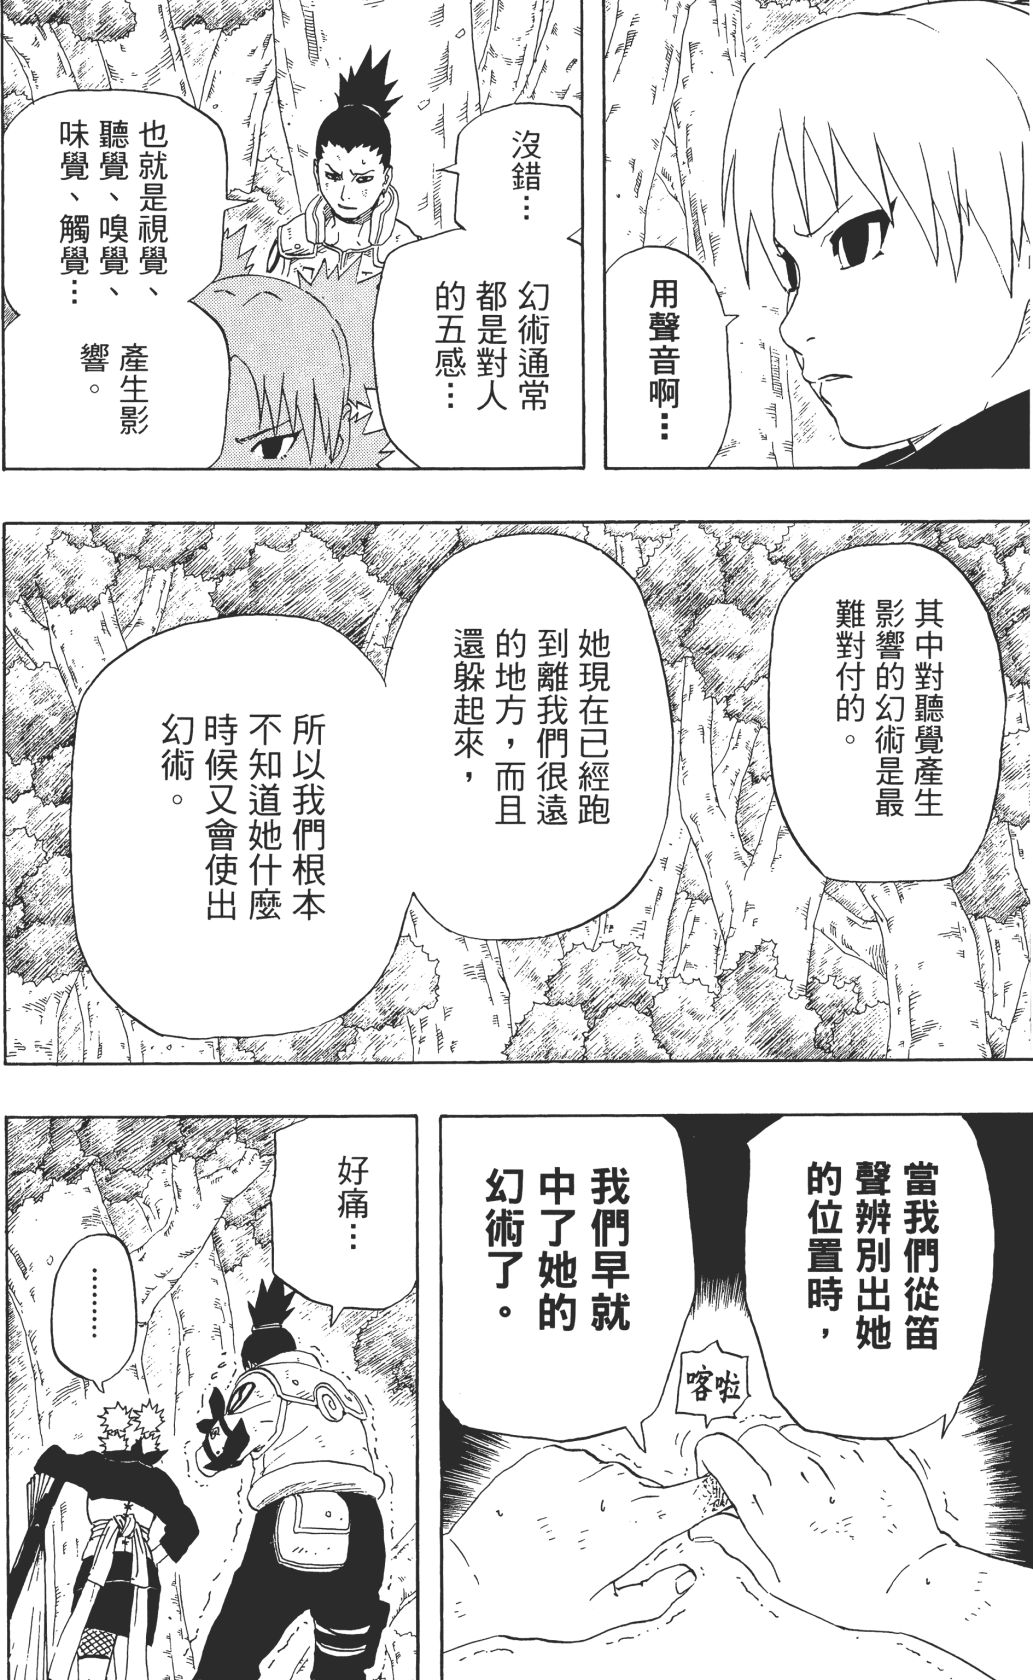 用聲音啊…
沒錯…
幻術通常
都是對人
的五感…
也就是視覺、
聽覺、嗅覺、
味覺、觸覺…
產生影
響。
其中對聽覺產生
影響的幻術是最
難對付的。
她現在已經跑
到離我們很遠
的地方，而且
還躲起來，
所以我們根本
不知道她什麼
時候又會使出
幻術。
當我們從笛
聲辨別出她
的位置時，
我們早就
中了她的
幻術了。
喀啦
好痛…
………